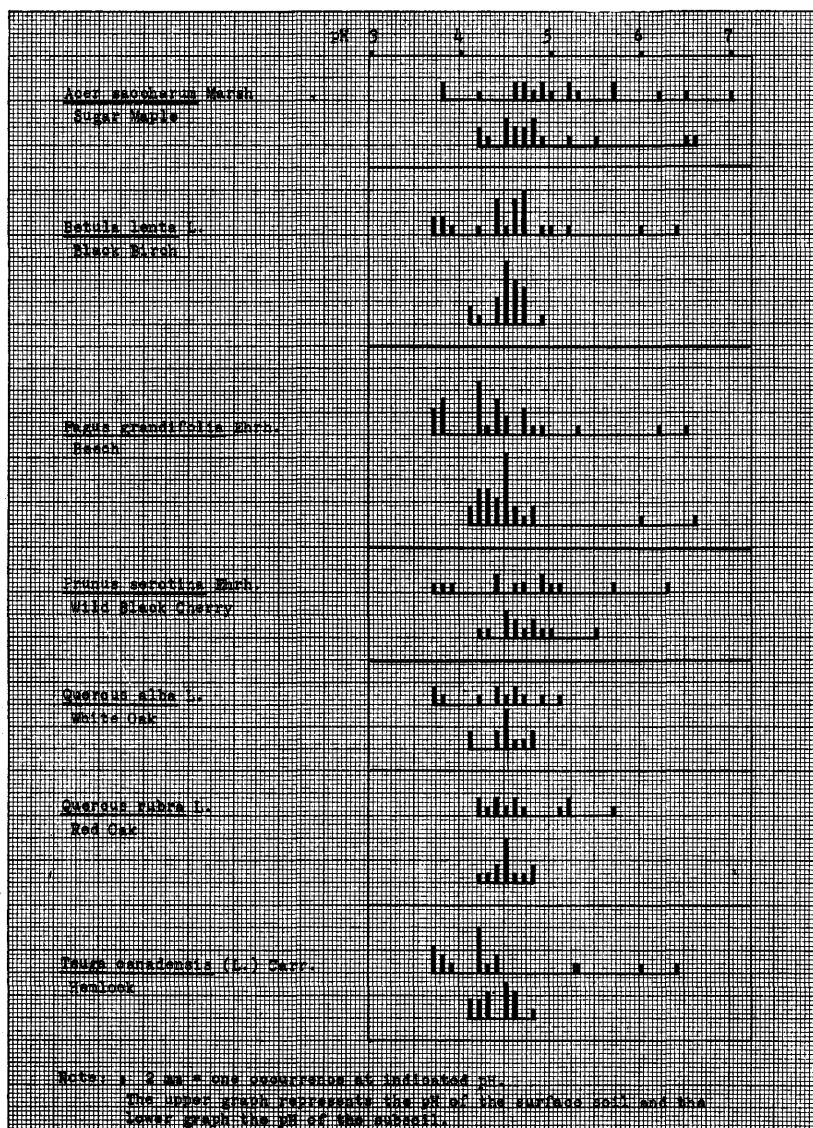 pH 3 4 5 6 7
Acer saccharum Marsh
Sugar Maple
Betula lenta L.
Black Birch
Fagus grandifolia Ehrh.
Beech
Prunus serotina Ehrh.
Wild Black Cherry
Quercus alba L.
White Oak
Quercus rubra L.
Red Oak
Tsuga canadensis (L.) Carr.
Hemlock
Note: 2 mm = one occurrence at indicated pH.
The upper graph represents the pH of the surface soil and the
lower graph the pH of the subsoil.